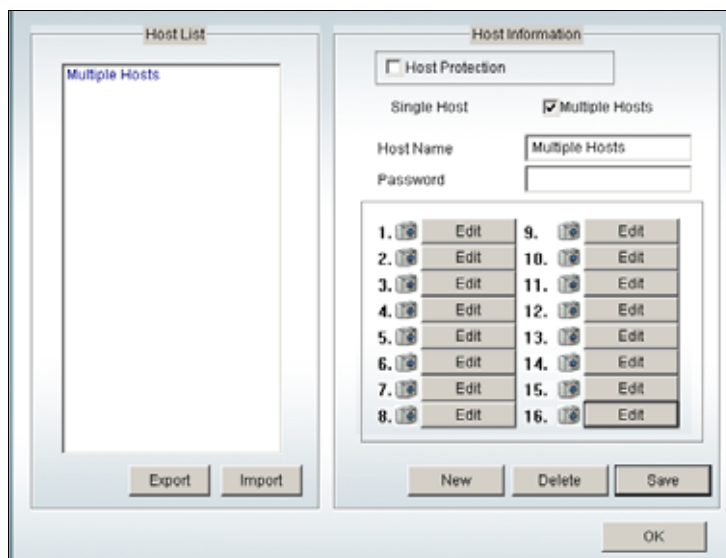 Host List
Multiple Hosts
Export Import
Host Information
Host Protection
Single Host Multiple Hosts
Host Name Multiple Hosts
Password
1. Edit 9. Edit
2. Edit 10. Edit
3. Edit 11. Edit
4. Edit 12. Edit
5. Edit 13. Edit
6. Edit 14. Edit
7. Edit 15. Edit
8. Edit 16. Edit
New Delete Save
OK